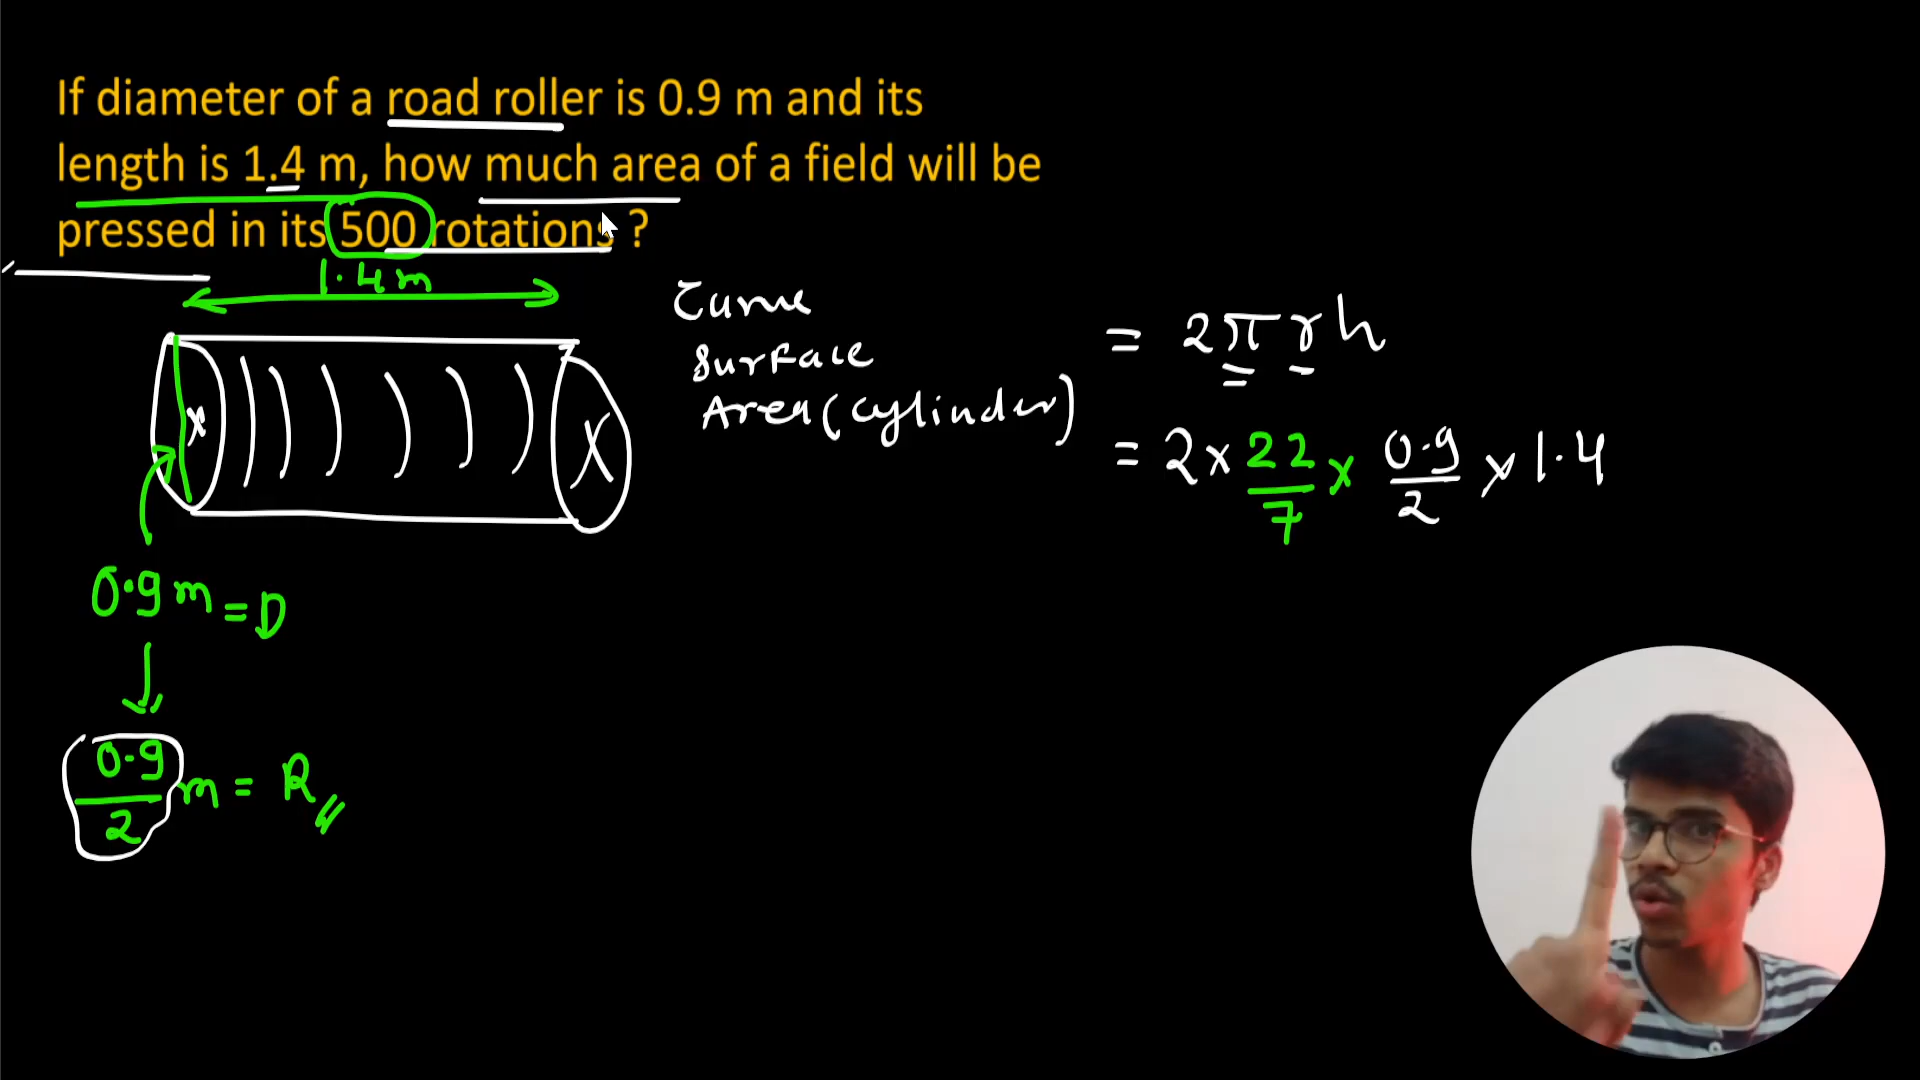 If diameter of a road roller is 0.9 m and its
length is 1.4 m, how much area of a field will be
pressed in its 500 rotations ?
1.4 m
Curve
Surface
Area (cylinder)
= 2πrh
= 2 × 22/7 × 0.9/2 × 1.4
x
X
0.9 m = D
0.9/2 m = R